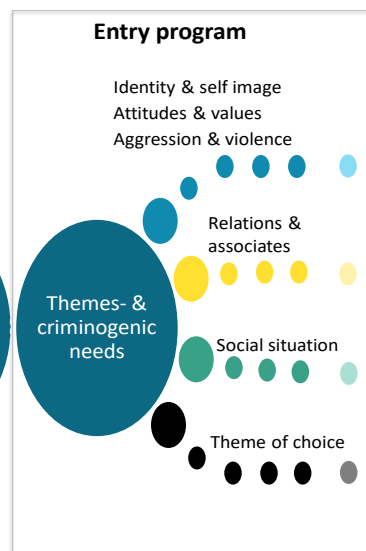 Entry program
Identity & self image
Attitudes & values
Aggression & violence
Relations &
associates
Themes- &
criminogenic
needs
Social situation
Theme of choice